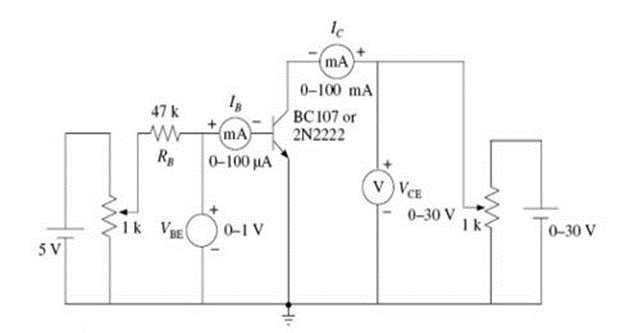 I_C
− +
mA
0–100 mA
47 k
I_B
BC107 or
2N2222
+ −
mA
R_B
0–100 µA
+
V
V_CE
−
0–30 V
1 k
0–30 V
1 k
V_BE
+
−
0–1 V
5 V